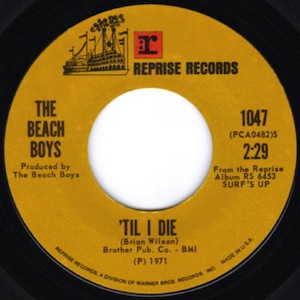 REPRISE RECORDS
THE
BEACH
BOYS
Produced by
The Beach Boys
1047
(PCA0482)S
2:29
From the Reprise
Album RS 6453
SURF'S UP
'TIL I DIE
(Brian Wilson)
Brother Pub. Co. - BMI
(P) 1971
REPRISE RECORDS, A DIVISION OF WARNER BROS. RECORDS INC. MADE IN U.S.A.